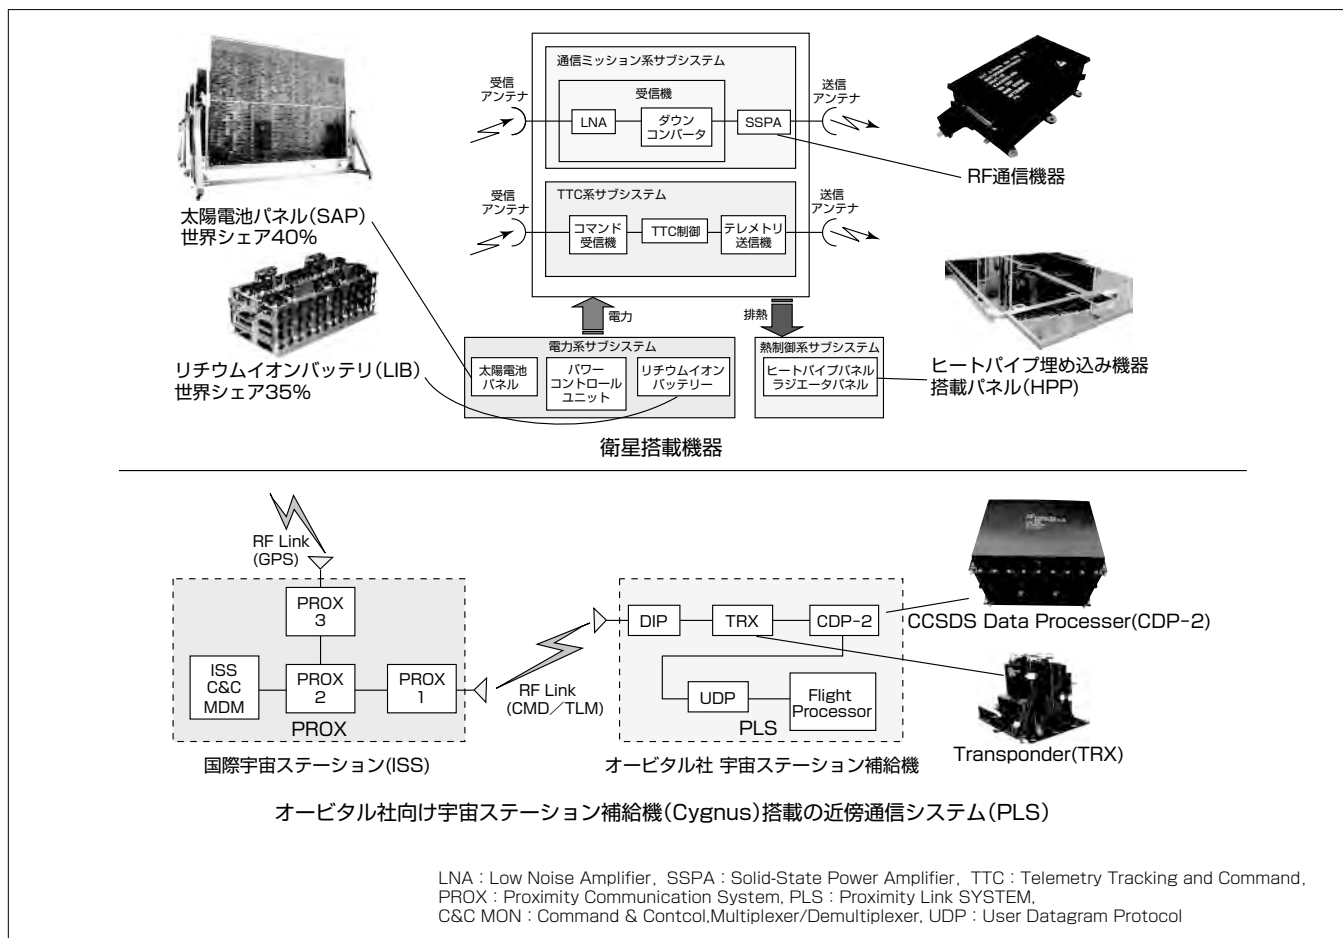 通信ミッション系サブシステム
受信機
受信
アンテナ
LNA
ダウン
コンバータ
SSPA
送信
アンテナ
RF通信機器
TTC系サブシステム
受信
アンテナ
コマンド
受信機
TTC制御
テレメトリ
送信機
送信
アンテナ
太陽電池パネル(SAP)
世界シェア40%
電力
排熱
リチウムイオンバッテリ(LIB)
世界シェア35%
電力系サブシステム
太陽電池
パネル
パワー
コントロール
ユニット
リチウムイオン
バッテリー
熱制御系サブシステム
ヒートパイプパネル
ラジエータパネル
ヒートパイプ埋め込み機器
搭載パネル(HPP)
衛星搭載機器
RF Link
(GPS)
PROX
3
ISS
C&C
MDM
PROX
2
PROX
1
PROX
国際宇宙ステーション(ISS)
RF Link
(CMD/TLM)
DIP
TRX
CDP-2
UDP
Flight
Processor
PLS
オービタル社 宇宙ステーション補給機
CCSDS Data Processer(CDP-2)
Transponder(TRX)
オービタル社向け宇宙ステーション補給機(Cygnus)搭載の近傍通信システム(PLS)
LNA:Low Noise Amplifier, SSPA:Solid-State Power Amplifier, TTC:Telemetry Tracking and Command,
PROX:Proximity Communication System, PLS:Proximity Link SYSTEM,
C&C MON:Command & Contcol,Multiplexer/Demultiplexer, UDP:User Datagram Protocol